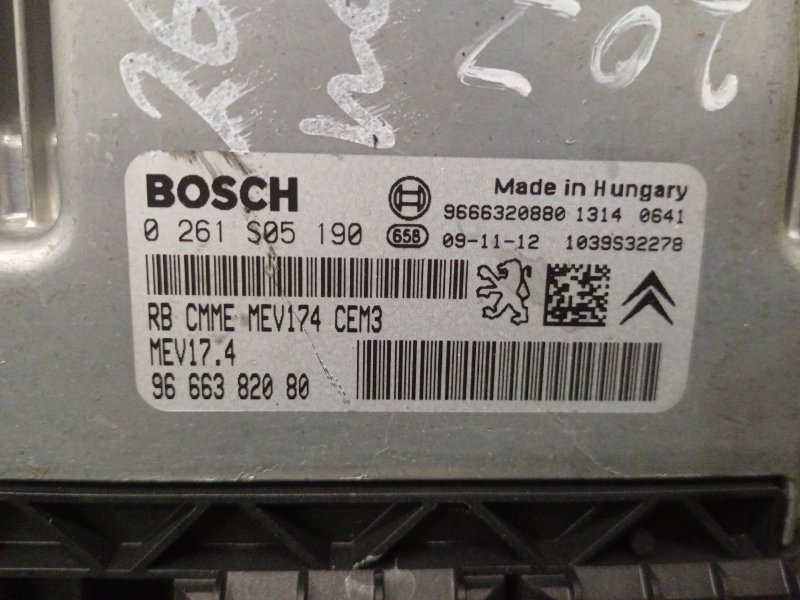 207
BOSCH
Made in Hungary
9666320880 1314 0641
0 261 S05 190
658
09-11-12 1039S32278
RB CMME MEV174 CEM3
MEV17.4
96 663 820 80